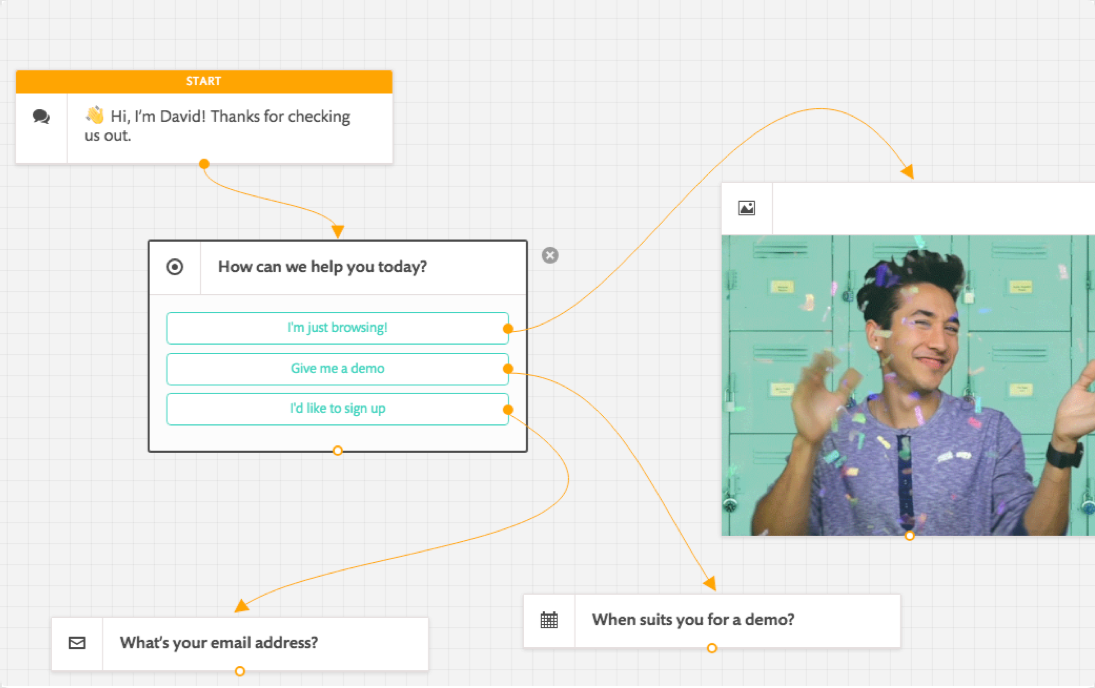 START
👋 Hi, I'm David! Thanks for checking
us out.
How can we help you today?
I'm just browsing!
Give me a demo
I'd like to sign up
What's your email address?
When suits you for a demo?